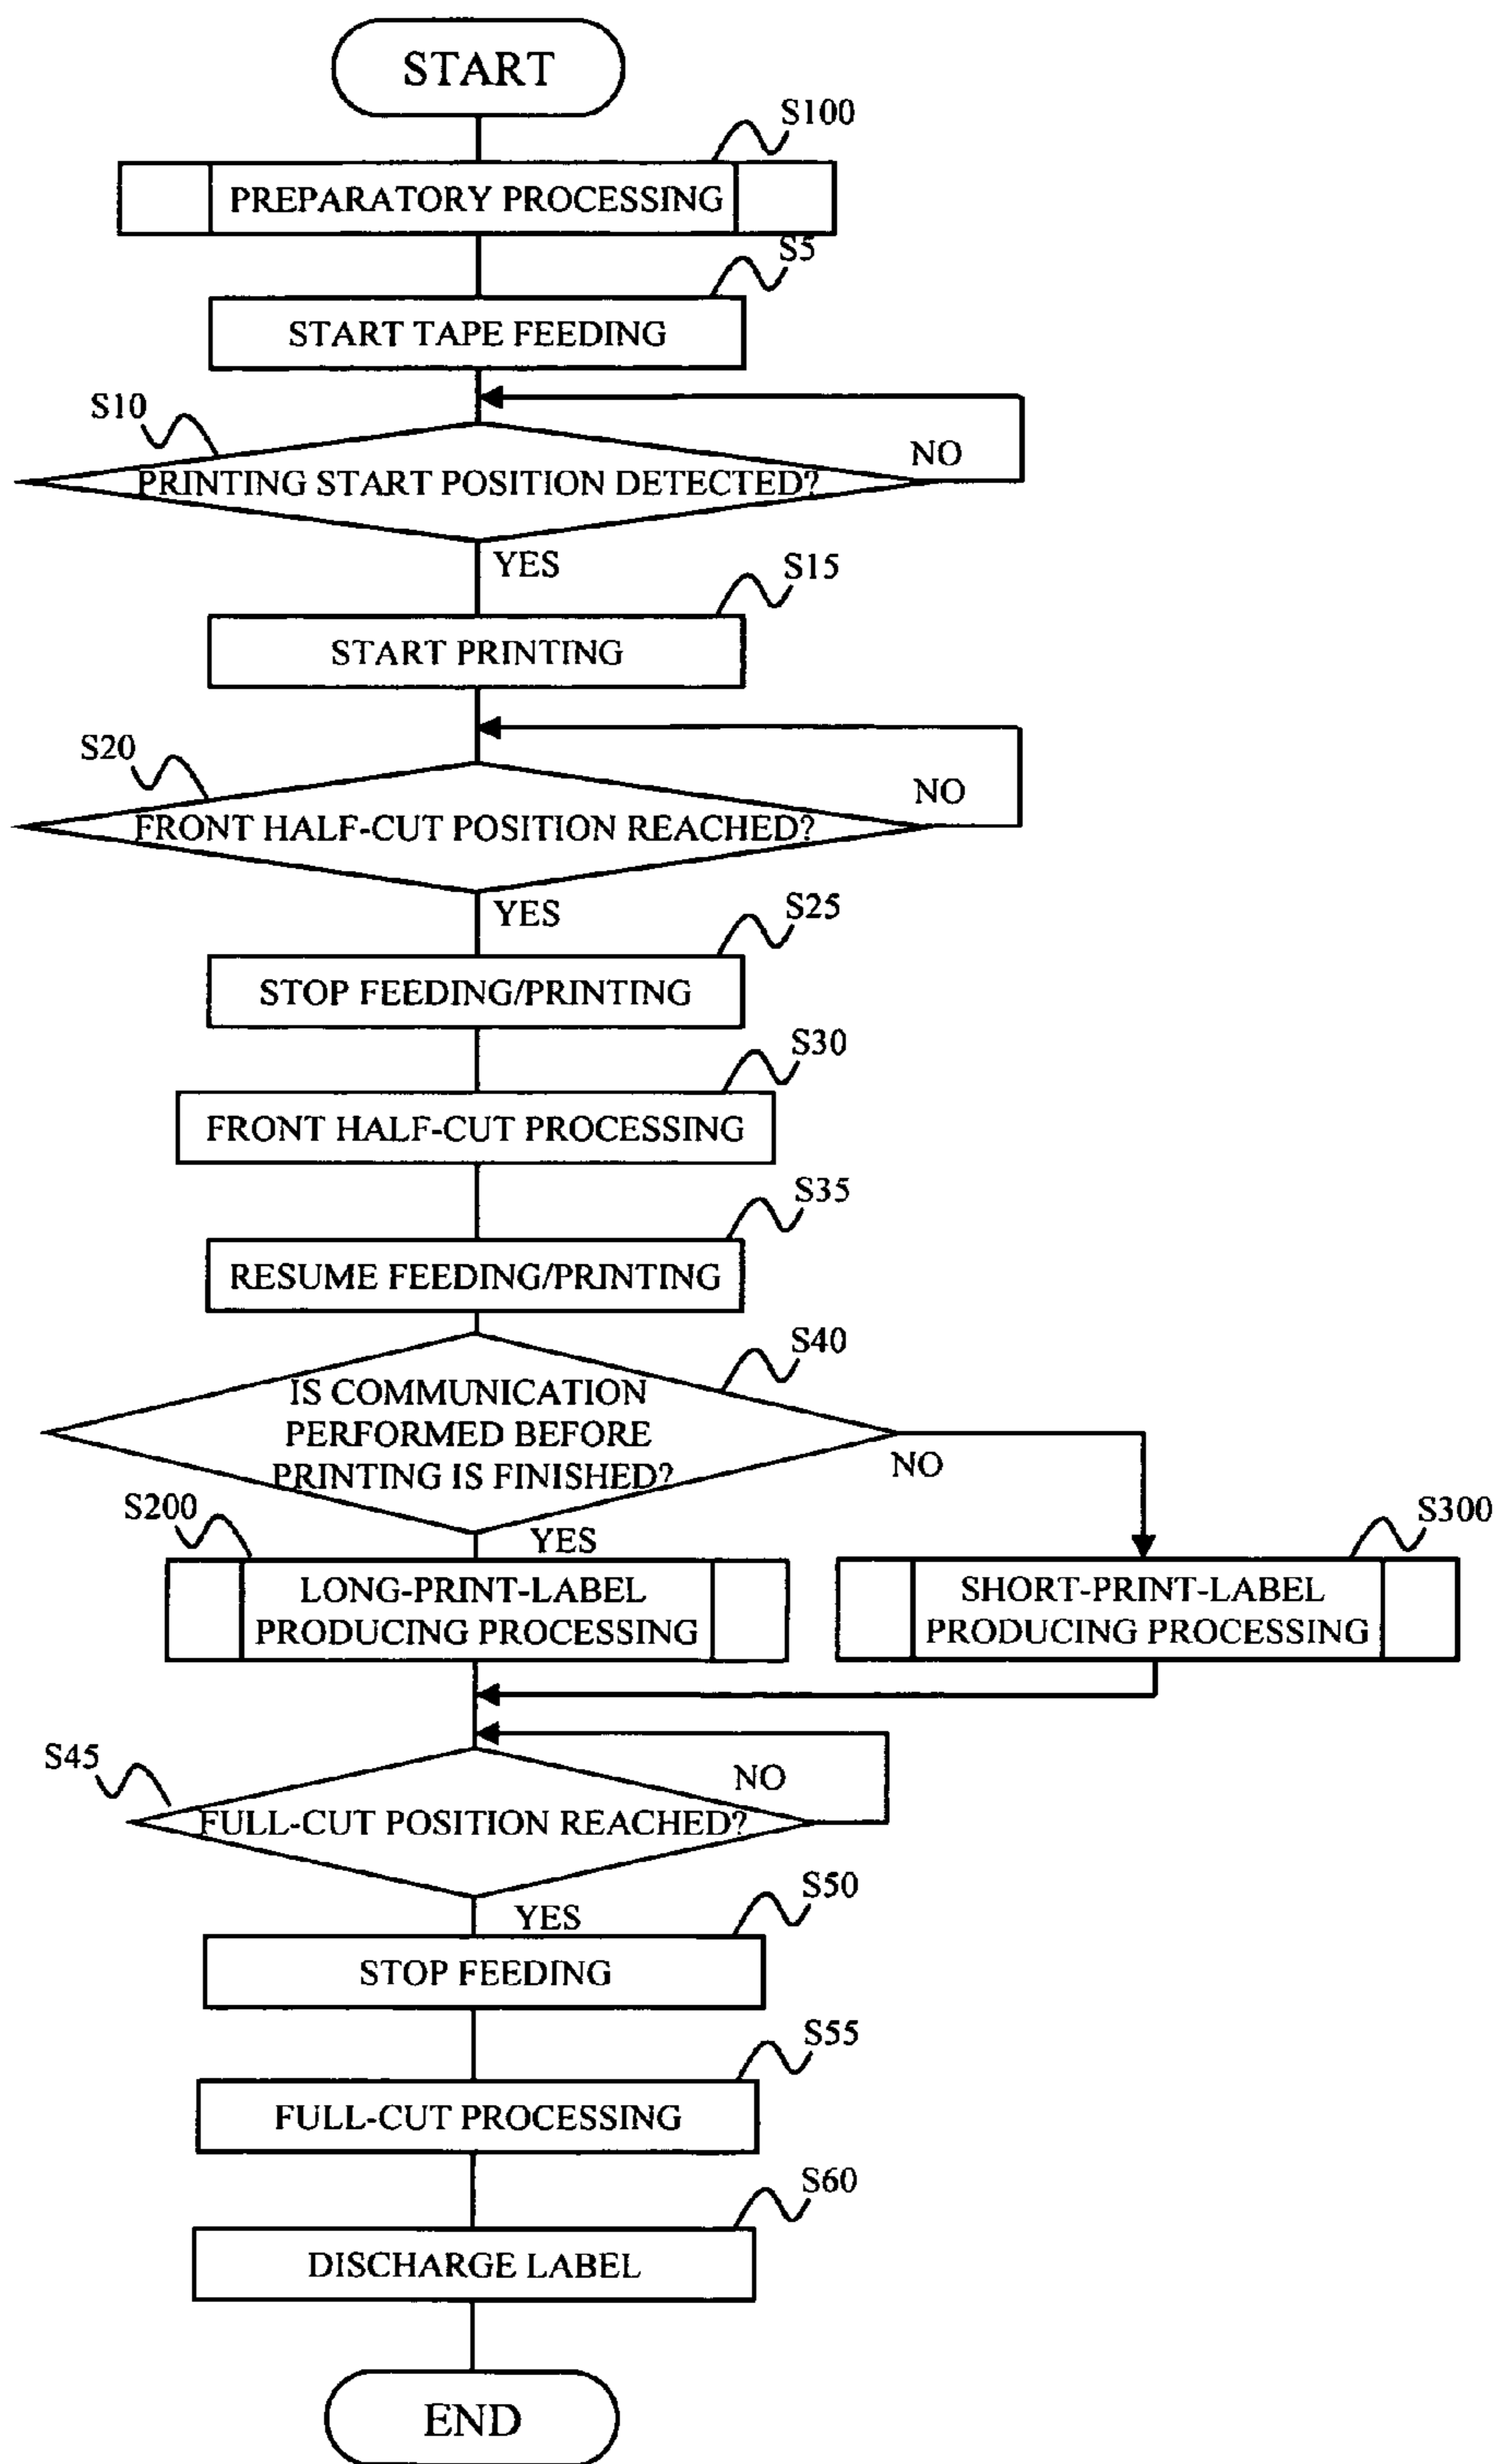 START
S100
PREPARATORY PROCESSING
S5
START TAPE FEEDING
S10
NO
PRINTING START POSITION DETECTED?
YES
S15
START PRINTING
S20
NO
FRONT HALF-CUT POSITION REACHED?
YES
S25
STOP FEEDING/PRINTING
S30
FRONT HALF-CUT PROCESSING
S35
RESUME FEEDING/PRINTING
S40
IS COMMUNICATION
PERFORMED BEFORE
PRINTING IS FINISHED?
NO
YES
S200
LONG-PRINT-LABEL
PRODUCING PROCESSING
S300
SHORT-PRINT-LABEL
PRODUCING PROCESSING
S45
NO
FULL-CUT POSITION REACHED?
YES
S50
STOP FEEDING
S55
FULL-CUT PROCESSING
S60
DISCHARGE LABEL
END